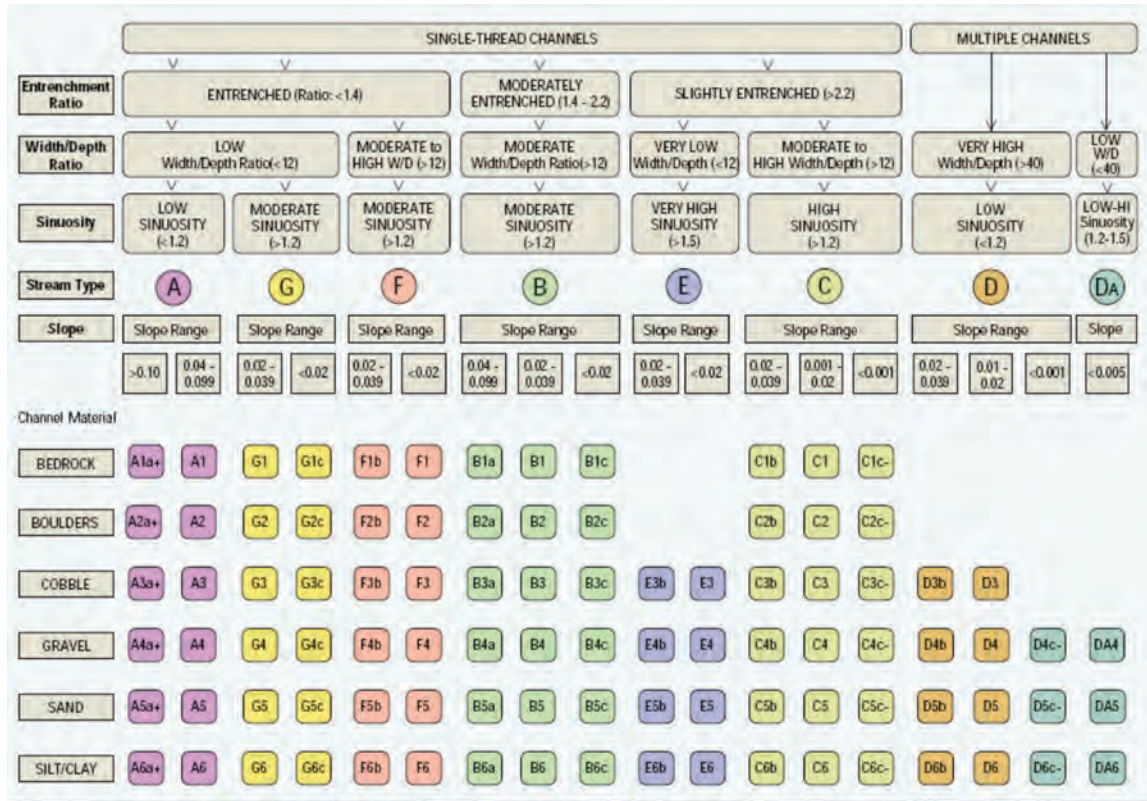 SINGLE-THREAD CHANNELS
MULTIPLE CHANNELS
Entrenchment
Ratio
ENTRENCHED (Ratio: <1.4)
MODERATELY
ENTRENCHED (1.4 - 2.2)
SLIGHTLY ENTRENCHED (>2.2)
Width/Depth
Ratio
LOW
Width/Depth Ratio(<12)
MODERATE to
HIGH W/D (>12)
MODERATE
Width/Depth Ratio(>12)
VERY LOW
Width/Depth (<12)
MODERATE to
HIGH Width/Depth (>12)
VERY HIGH
Width/Depth (>40)
LOW
W/D
(<40)
Sinuosity
LOW
SINUOSITY
(<1.2)
MODERATE
SINUOSITY
(>1.2)
MODERATE
SINUOSITY
(>1.2)
MODERATE
SINUOSITY
(>1.2)
VERY HIGH
SINUOSITY
(>1.5)
HIGH
SINUOSITY
(>1.2)
LOW
SINUOSITY
(<1.2)
LOW-HI
Sinuosity
(1.2-1.5)
Stream Type
A G F B E C D DA
Slope
Slope Range Slope Range Slope Range Slope Range Slope Range Slope Range Slope Range Slope
>0.10
0.04 -
0.099
0.02 -
0.039
<0.02
0.02 -
0.039
<0.02
0.04 -
0.099
0.02 -
0.039
<0.02
0.02 -
0.039
<0.02
0.02 -
0.039
0.001 -
0.02
<0.001
0.02 -
0.039
0.01 -
0.02
<0.001
<0.005
Channel Material
BEDROCK A1a+ A1 G1 G1c F1b F1 B1a B1 B1c C1b C1 C1c-
BOULDERS A2a+ A2 G2 G2c F2b F2 B2a B2 B2c C2b C2 C2c-
COBBLE A3a+ A3 G3 G3c F3b F3 B3a B3 B3c E3b E3 C3b C3 C3c- D3b D3
GRAVEL A4a+ A4 G4 G4c F4b F4 B4a B4 B4c E4b E4 C4b C4 C4c- D4b D4 D4c- DA4
SAND A5a+ A5 G5 G5c F5b F5 B5a B5 B5c E5b E5 C5b C5 C5c- D5b D5 D5c- DA5
SILT/CLAY A6a+ A6 G6 G6c F6b F6 B6a B6 B6c E6b E6 C6b C6 C6c- D6b D6 D6c- DA6